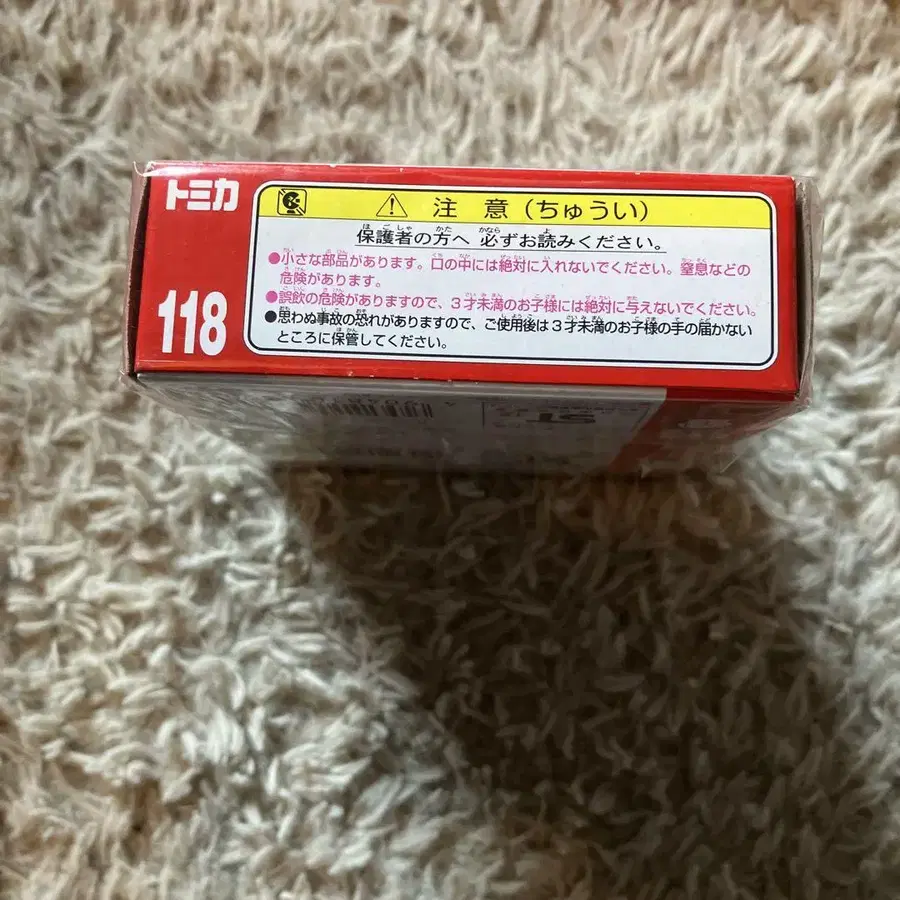 トミカ
118
⚠ 注意(ちゅうい)
保護者の方へ 必ずお読みください。
●小さな部品があります。口の中には絶対に入れないでください。窒息などの
危険があります。
●誤飲の危険がありますので、3才未満のお子様には絶対に与えないでください。
●思わぬ事故の恐れがありますので、ご使用後は3才未満のお子様の手の届かない
ところに保管してください。
ST